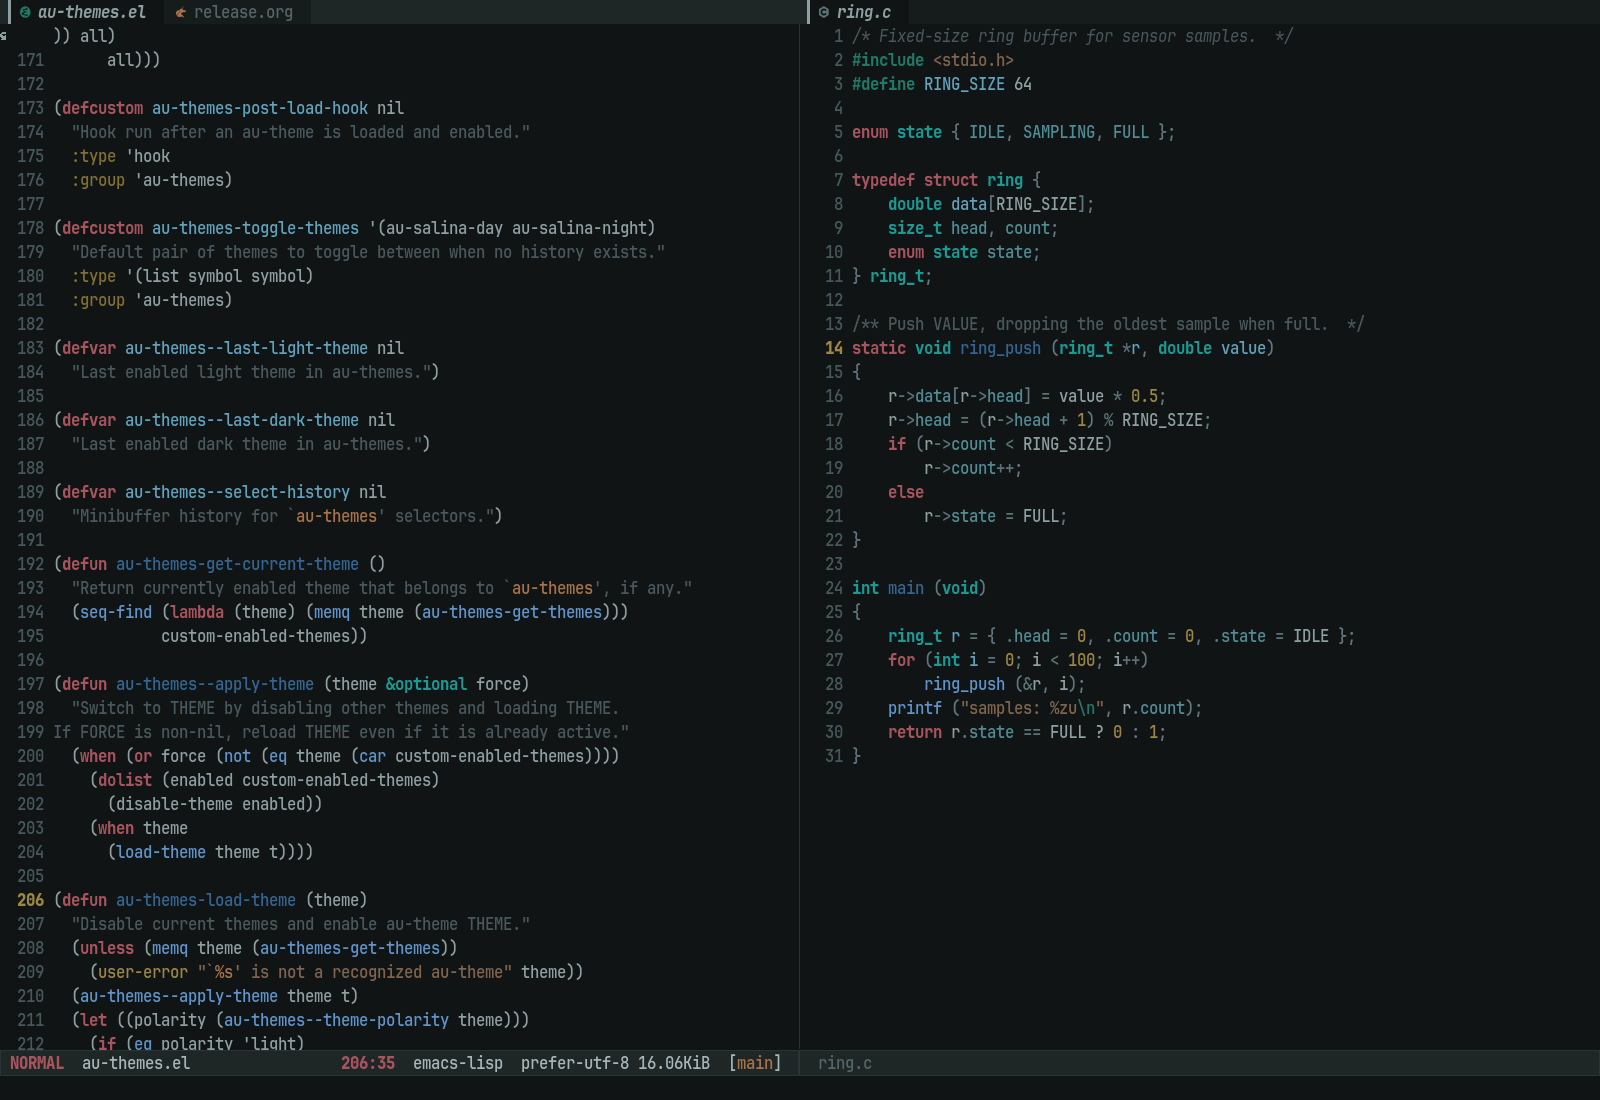 au-themes.el
release.org
)) all)
171       all)))
172
173 (defcustom au-themes-post-load-hook nil
174   "Hook run after an au-theme is loaded and enabled."
175   :type 'hook
176   :group 'au-themes)
177
178 (defcustom au-themes-toggle-themes '(au-salina-day au-salina-night)
179   "Default pair of themes to toggle between when no history exists."
180   :type '(list symbol symbol)
181   :group 'au-themes)
182
183 (defvar au-themes--last-light-theme nil
184   "Last enabled light theme in au-themes.")
185
186 (defvar au-themes--last-dark-theme nil
187   "Last enabled dark theme in au-themes.")
188
189 (defvar au-themes--select-history nil
190   "Minibuffer history for `au-themes' selectors.")
191
192 (defun au-themes-get-current-theme ()
193   "Return currently enabled theme that belongs to `au-themes', if any."
194   (seq-find (lambda (theme) (memq theme (au-themes-get-themes)))
195             custom-enabled-themes))
196
197 (defun au-themes--apply-theme (theme &optional force)
198   "Switch to THEME by disabling other themes and loading THEME.
199 If FORCE is non-nil, reload THEME even if it is already active."
200   (when (or force (not (eq theme (car custom-enabled-themes))))
201     (dolist (enabled custom-enabled-themes)
202       (disable-theme enabled))
203     (when theme
204       (load-theme theme t))))
205
206 (defun au-themes-load-theme (theme)
207   "Disable current themes and enable au-theme THEME."
208   (unless (memq theme (au-themes-get-themes))
209     (user-error "`%s' is not a recognized au-theme" theme))
210   (au-themes--apply-theme theme t)
211   (let ((polarity (au-themes--theme-polarity theme)))
212     (if (eq polarity 'light)
NORMAL  au-themes.el  206:35  emacs-lisp  prefer-utf-8 16.06KiB  [main]
ring.c
1 /* Fixed-size ring buffer for sensor samples.  */
2 #include <stdio.h>
3 #define RING_SIZE 64
4
5 enum state { IDLE, SAMPLING, FULL };
6
7 typedef struct ring {
8     double data[RING_SIZE];
9     size_t head, count;
10     enum state state;
11 } ring_t;
12
13 /** Push VALUE, dropping the oldest sample when full.  */
14 static void ring_push (ring_t *r, double value)
15 {
16     r->data[r->head] = value * 0.5;
17     r->head = (r->head + 1) % RING_SIZE;
18     if (r->count < RING_SIZE)
19         r->count++;
20     else
21         r->state = FULL;
22 }
23
24 int main (void)
25 {
26     ring_t r = { .head = 0, .count = 0, .state = IDLE };
27     for (int i = 0; i < 100; i++)
28         ring_push (&r, i);
29     printf ("samples: %zu\n", r.count);
30     return r.state == FULL ? 0 : 1;
31 }
ring.c